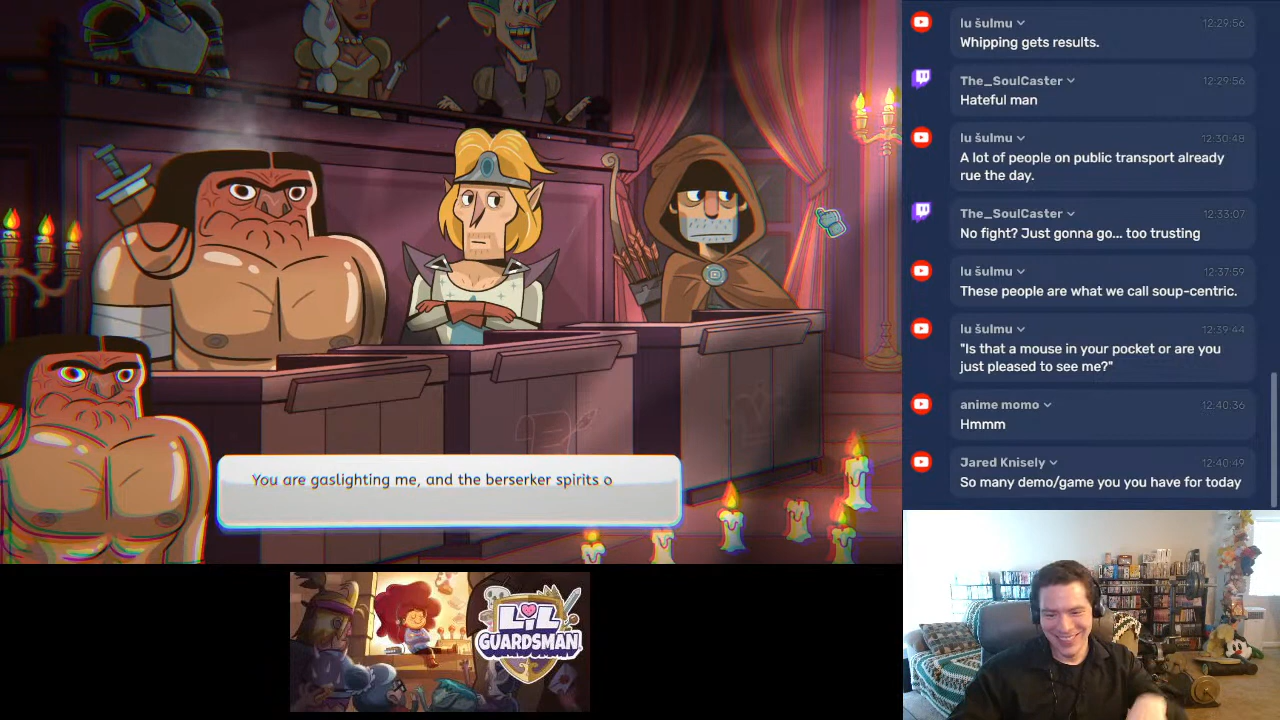 lu šulmu 12:29:56
Whipping gets results.
The_SoulCaster 12:29:56
Hateful man
lu šulmu 12:30:48
A lot of people on public transport already
rue the day.
The_SoulCaster 12:33:07
No fight? Just gonna go... too trusting
lu šulmu 12:37:59
These people are what we call soup-centric.
lu šulmu 12:39:44
"Is that a mouse in your pocket or are you
just pleased to see me?"
anime momo 12:40:36
Hmmm
Jared Knisely 12:40:49
So many demo/game you you have for today
You are gaslighting me, and the berserker spirits o
LiL
GUARDSMAN